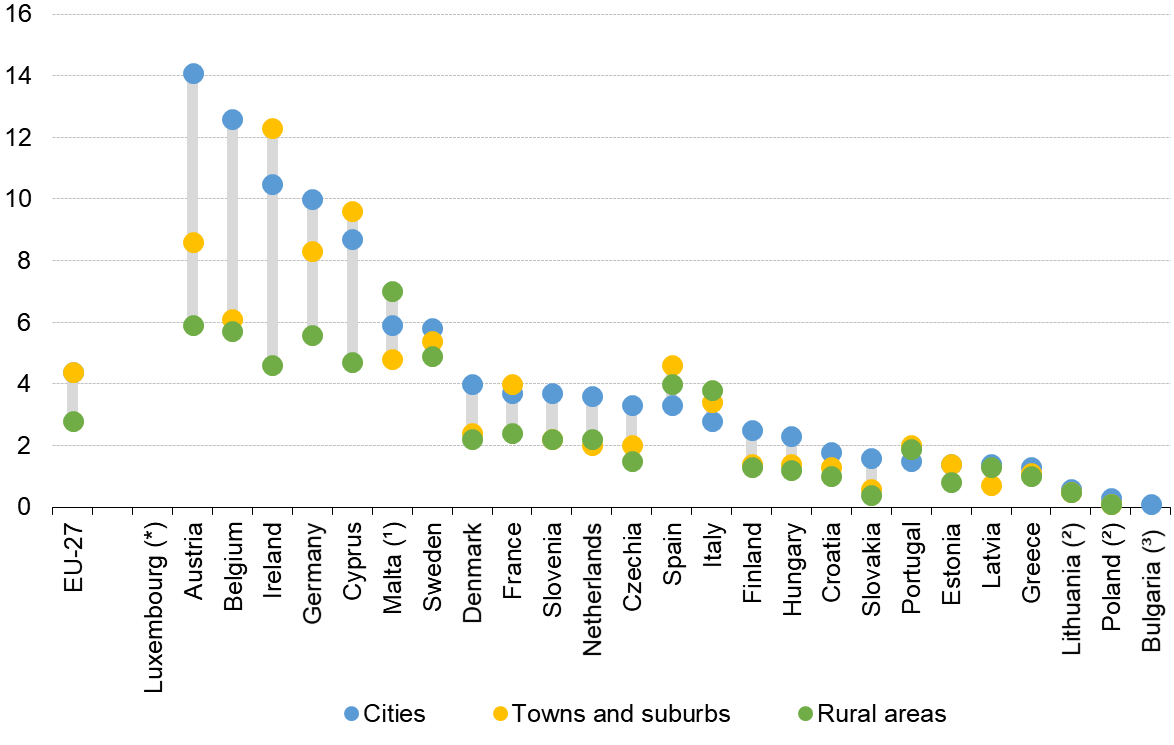 16
14
12
10
8
6
4
2
0
EU-27
Luxembourg (*)
Austria
Belgium
Ireland
Germany
Cyprus
Malta (¹)
Sweden
Denmark
France
Slovenia
Netherlands
Czechia
Spain
Italy
Finland
Hungary
Croatia
Slovakia
Portugal
Estonia
Latvia
Greece
Lithuania (²)
Poland (²)
Bulgaria (³)
Cities
Towns and suburbs
Rural areas